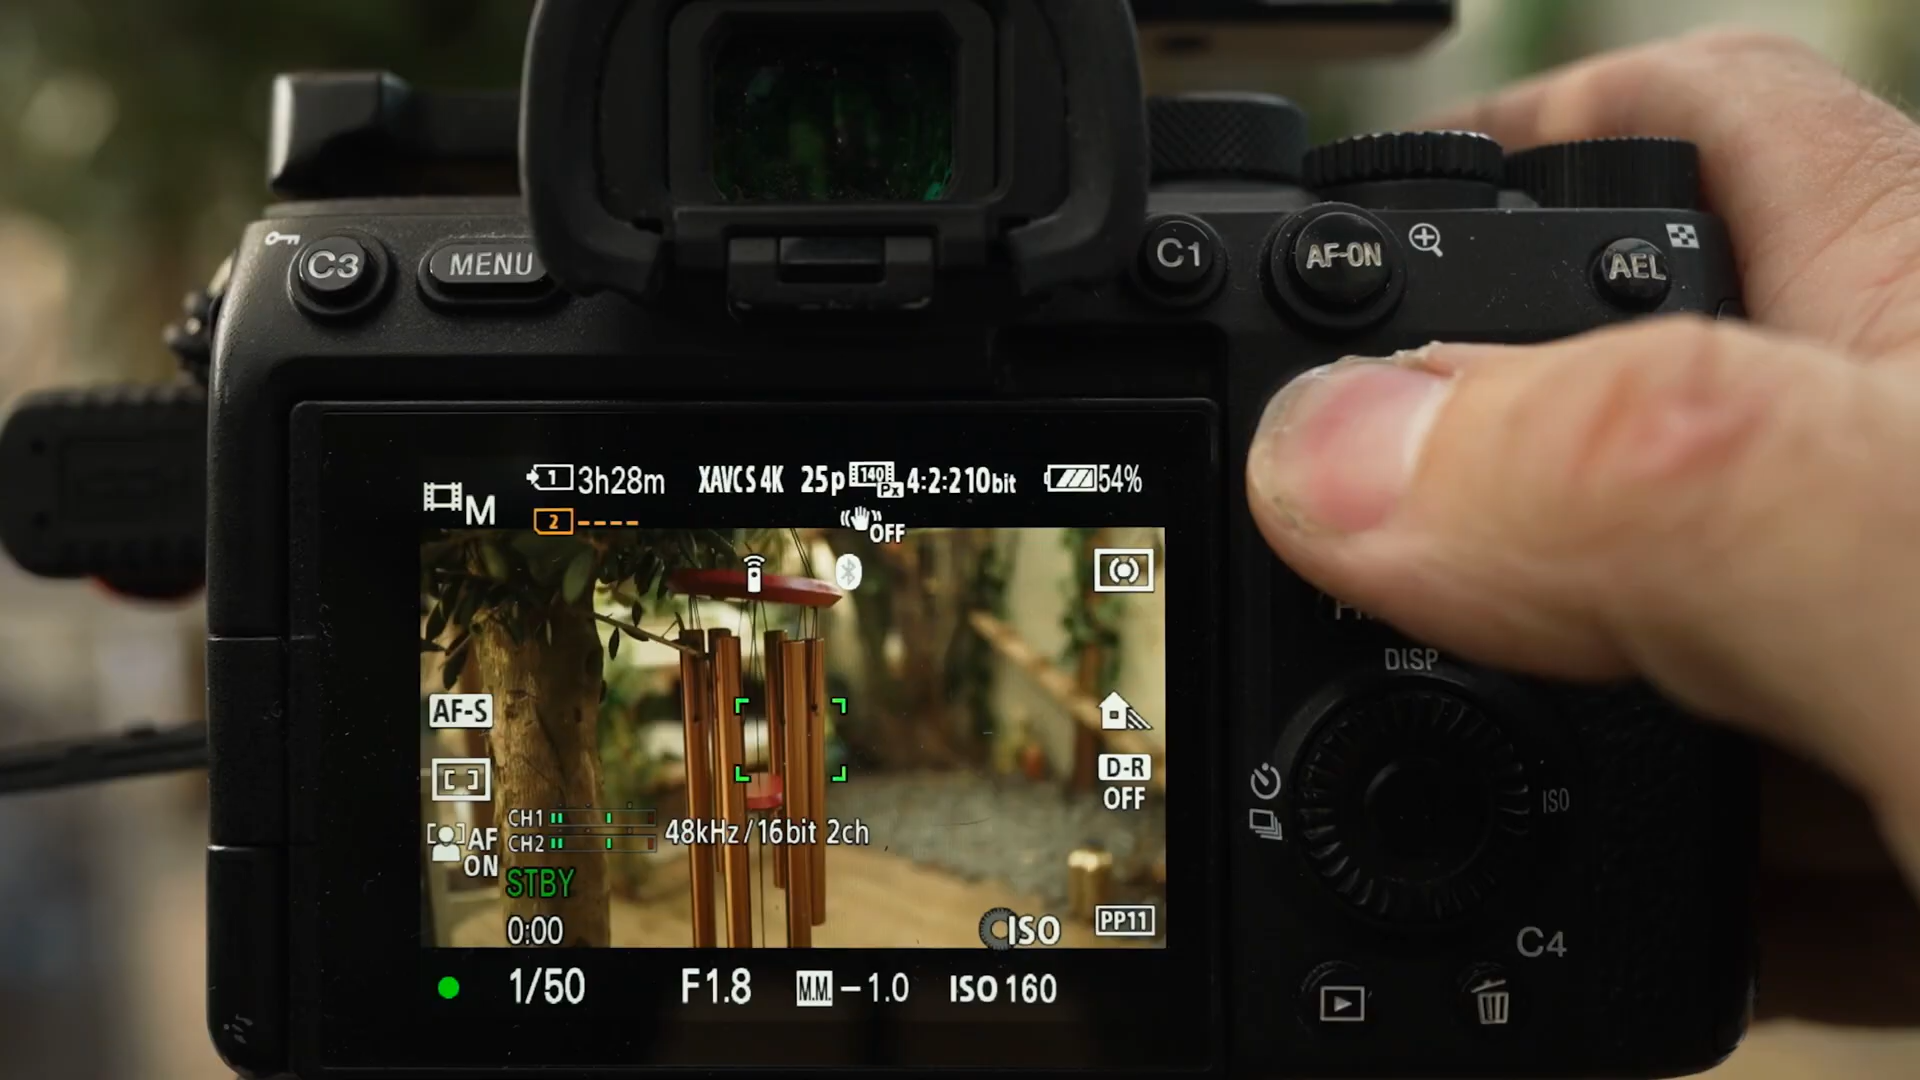 C3
MENU
C1
AF-ON
AEL
1 3h28m XAVC S 4K 25p 140 Px 4:2:2 10bit 54%
M
2 ----
OFF
AF-S
D-R
OFF
AF
ON
CH1
CH2
48kHz/16bit 2ch
STBY
0:00
ISO
PP11
1/50 F1.8 M.M. -1.0 ISO 160
DISP
ISO
C4